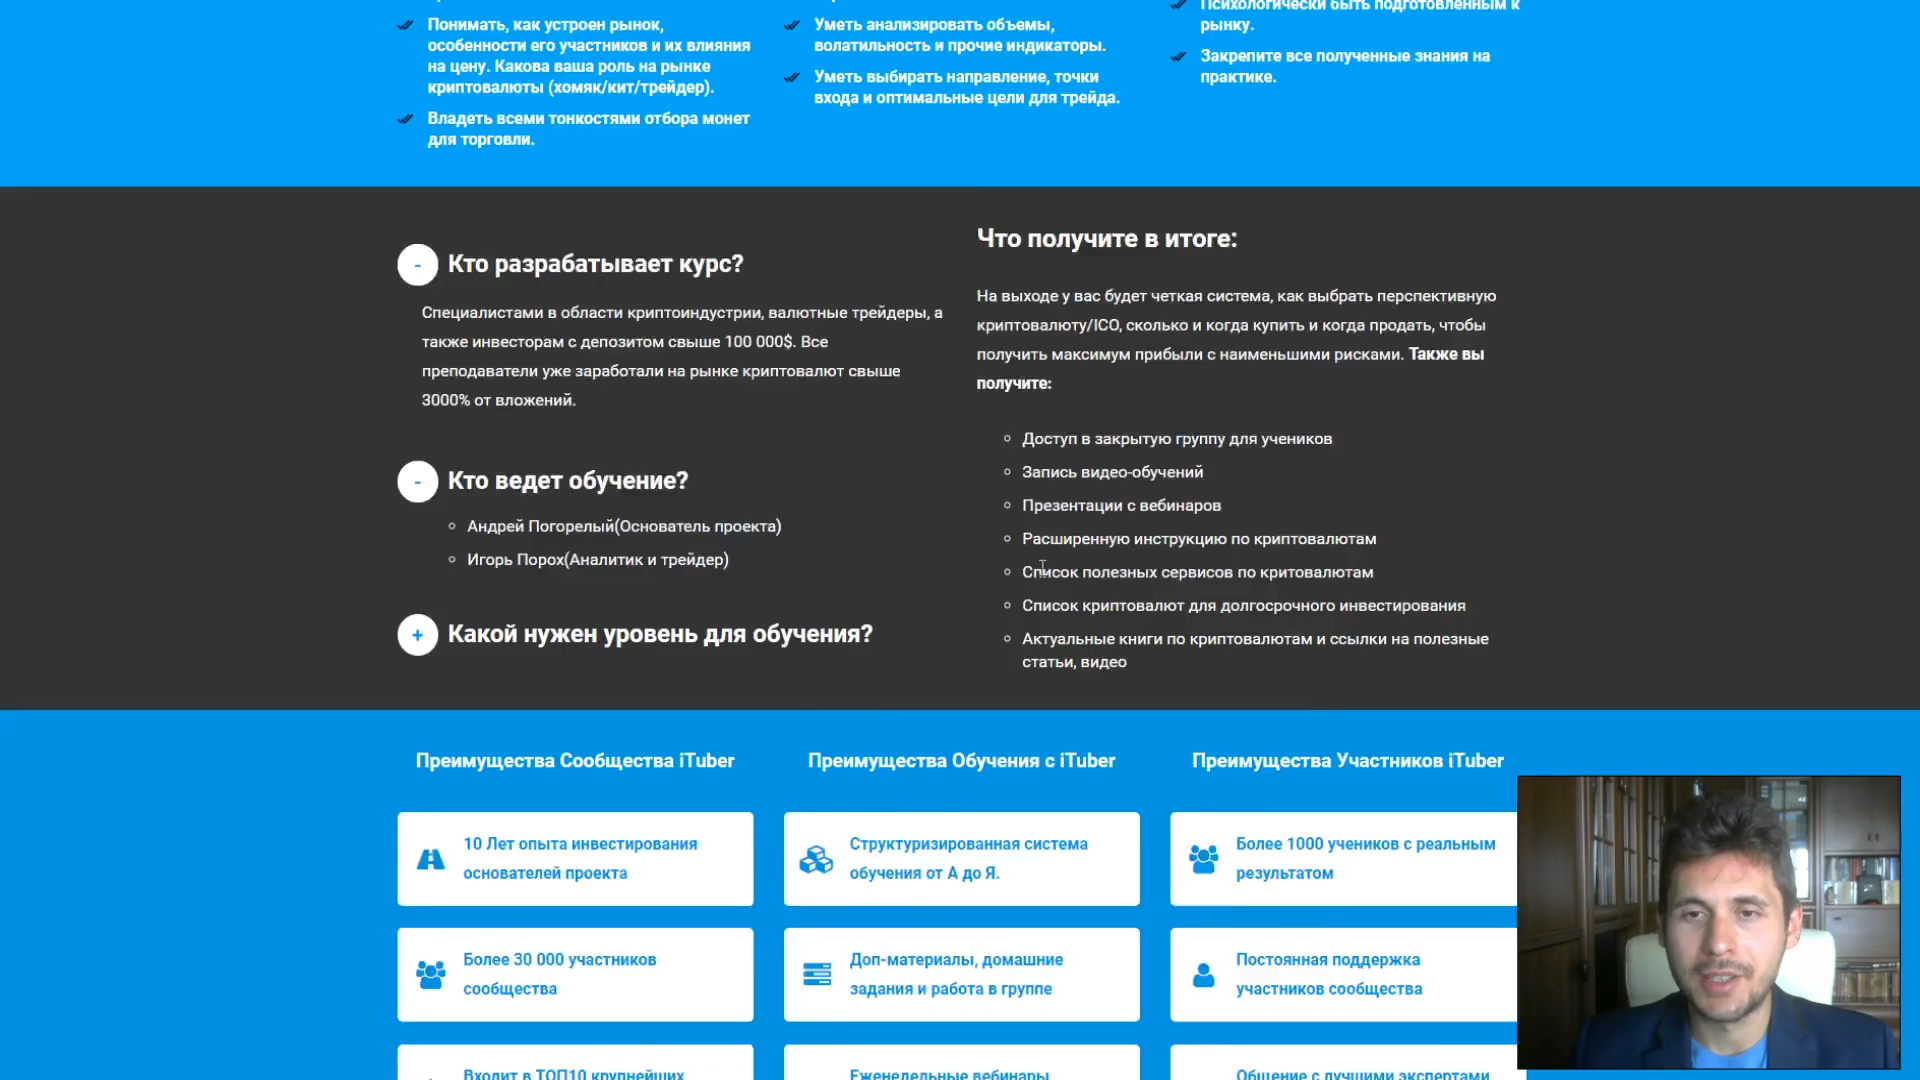 Понимать, как устроен рынок,
особенности его участников и их влияния
на цену. Какова ваша роль на рынке
криптовалюты (хомяк/кит/трейдер).
Владеть всеми тонкостями отбора монет
для торговли.
Уметь анализировать объемы,
волатильность и прочие индикаторы.
Уметь выбирать направление, точки
входа и оптимальные цели для трейда.
Психологически быть подготовленным к
рынку.
Закрепите все полученные знания на
практике.
- Кто разрабатывает курс?
Специалистами в области криптоиндустрии, валютные трейдеры, а
также инвесторам с депозитом свыше 100 000$. Все
преподаватели уже заработали на рынке криптовалют свыше
3000% от вложений.
- Кто ведет обучение?
Андрей Погорелый(Основатель проекта)
Игорь Порох(Аналитик и трейдер)
+ Какой нужен уровень для обучения?
Что получите в итоге:
На выходе у вас будет четкая система, как выбрать перспективную
криптовалюту/ICO, сколько и когда купить и когда продать, чтобы
получить максимум прибыли с наименьшими рисками. Также вы
получите:
Доступ в закрытую группу для учеников
Запись видео-обучений
Презентации с вебинаров
Расширенную инструкцию по криптовалютам
Список полезных сервисов по критовалютам
Список криптовалют для долгосрочного инвестирования
Актуальные книги по криптовалютам и ссылки на полезные
статьи, видео
Преимущества Сообщества iTuber
10 Лет опыта инвестирования
основателей проекта
Более 30 000 участников
сообщества
Входит в ТОП10 крупнейших
Преимущества Обучения с iTuber
Структуризированная система
обучения от А до Я.
Доп-материалы, домашние
задания и работа в группе
Еженедельные вебинары
Преимущества Участников iTuber
Более 1000 учеников с реальным
результатом
Постоянная поддержка
участников сообщества
Общение с лучшими экспертами